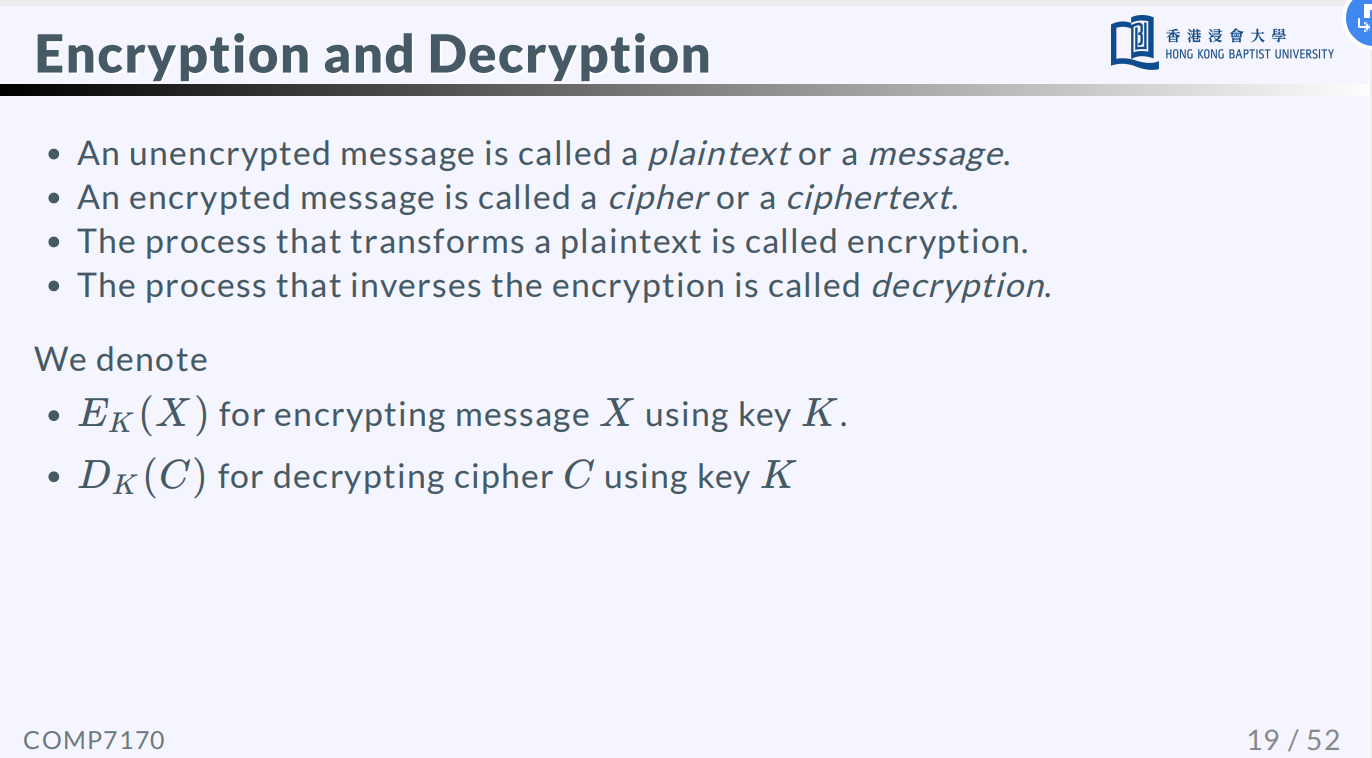 Encryption and Decryption
香港浸會大學
HONG KONG BAPTIST UNIVERSITY
• An unencrypted message is called a plaintext or a message.
• An encrypted message is called a cipher or a ciphertext.
• The process that transforms a plaintext is called encryption.
• The process that inverses the encryption is called decryption.
We denote
• E_K(X) for encrypting message X using key K.
• D_K(C) for decrypting cipher C using key K
COMP7170
19 / 52